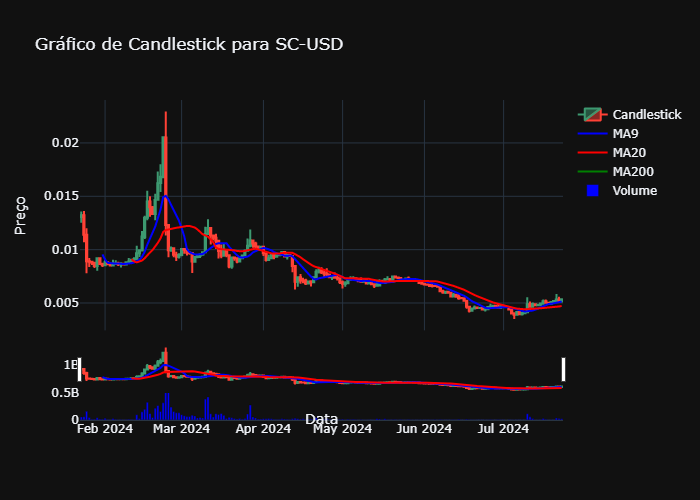 Gráfico de Candlestick para SC-USD
Candlestick
MA9
MA20
MA200
Volume
Preço
0.02
0.015
0.01
0.005
1B
0.5B
0
Feb 2024 Mar 2024 Apr 2024 May 2024 Jun 2024 Jul 2024
Data